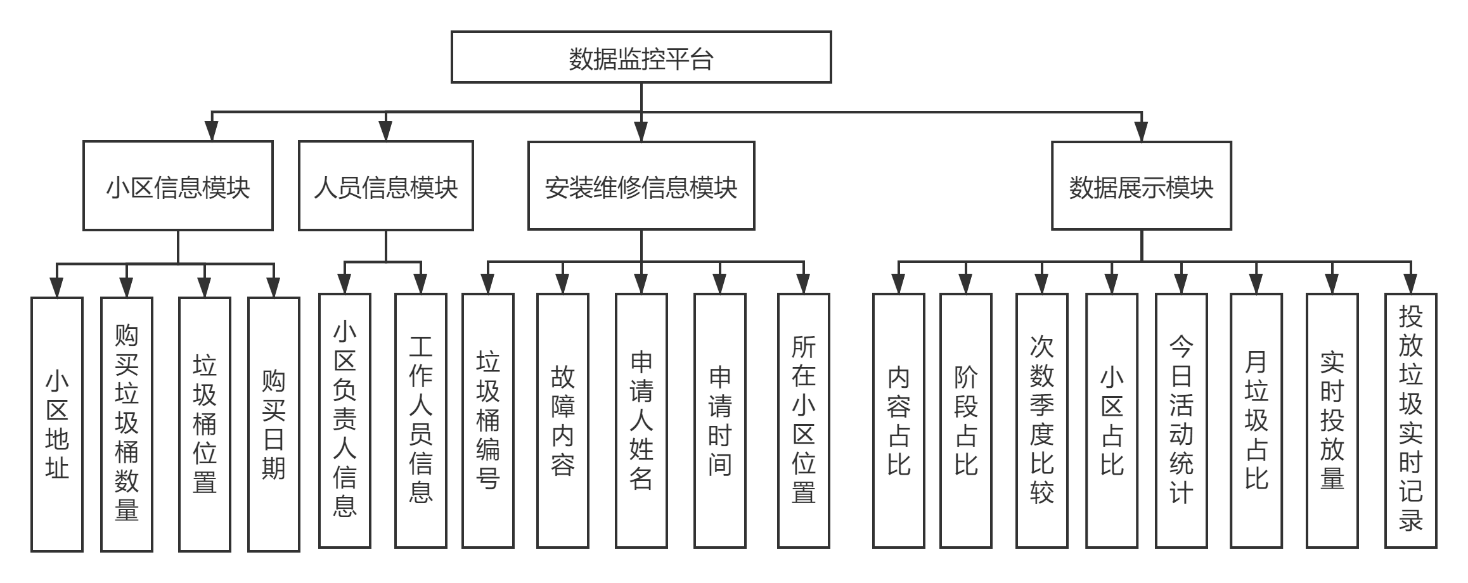 数据监控平台
小区信息模块
人员信息模块
安装维修信息模块
数据展示模块
小区地址
购买垃圾桶数量
垃圾桶位置
购买日期
小区负责人信息
工作人员信息
垃圾桶编号
故障内容
申请人姓名
申请时间
所在小区位置
内容占比
阶段占比
次数季度比较
小区占比
今日活动统计
月垃圾占比
实时投放量
投放垃圾实时记录